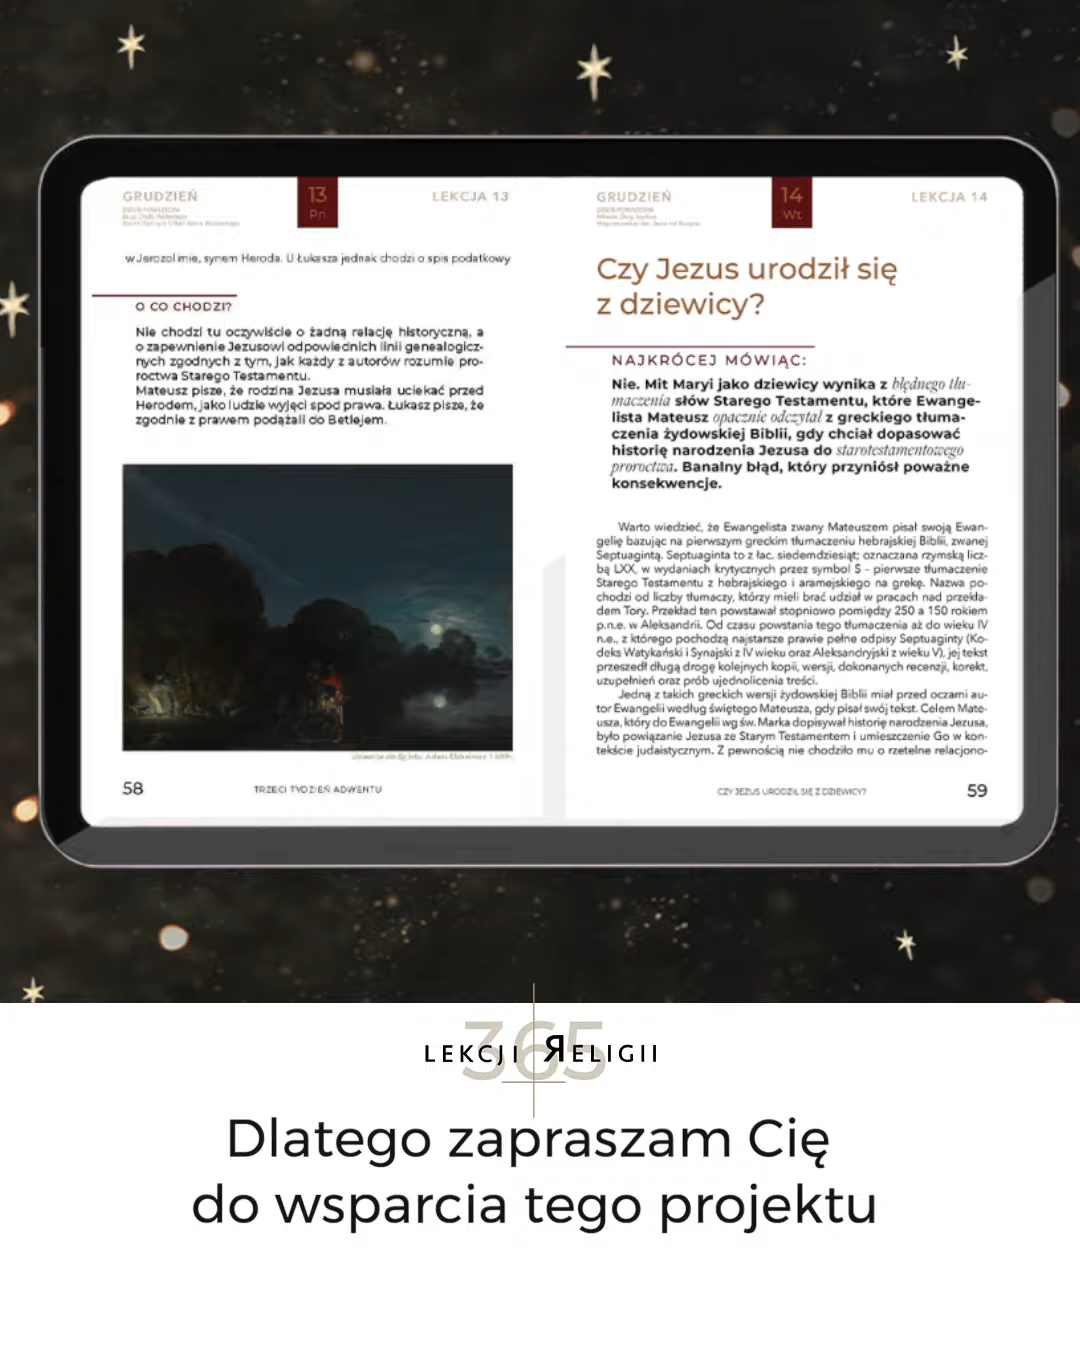 GRUDZIEŃ
13
Pn
LEKCJA 13
w Jerozolimie, synem Heroda. U Łukasza jednak chodzi o spis podatkowy
O CO CHODZI?
Nie chodzi tu oczywiście o żadną relację historyczną, a
o zapewnienie Jezusowi odpowiednich linii genealogicz-
nych zgodnych z tym, jak każdy z autorów rozumie pro-
roctwa Starego Testamentu.
Mateusz pisze, że rodzina Jezusa musiała uciekać przed
Herodem, jako ludzie wyjęci spod prawa. Łukasz pisze, że
zgodnie z prawem podążali do Betlejem.
58
TRZECI TYDZIEŃ ADWENTU
GRUDZIEŃ
14
Wt
LEKCJA 14
Czy Jezus urodził się
z dziewicy?
NAJKRÓCEJ MÓWIĄC:
Nie. Mit Maryi jako dziewicy wynika z błędnego tłu-
maczenia słów Starego Testamentu, które Ewange-
lista Mateusz opacznie odczytał z greckiego tłuma-
czenia żydowskiej Biblii, gdy chciał dopasować
historię narodzenia Jezusa do starotestamentowego
proroctwa. Banalny błąd, który przyniósł poważne
konsekwencje.
Warto wiedzieć, że Ewangelista zwany Mateuszem pisał swoją Ewan-
gelię bazując na pierwszym greckim tłumaczeniu hebrajskiej Biblii, zwanej
Septuagintą. Septuaginta to z łac. siedemdziesiąt; oznaczana rzymską licz-
bą LXX, w wydaniach krytycznych przez symbol S – pierwsze tłumaczenie
Starego Testamentu z hebrajskiego i aramejskiego na grekę. Nazwa po-
chodzi od liczby tłumaczy, którzy mieli brać udział w pracach nad przekła-
dem Tory. Przekład ten powstawał stopniowo pomiędzy 250 a 150 rokiem
p.n.e. w Aleksandrii. Od czasu powstania tego tłumaczenia aż do wieku IV
n.e., z którego pochodzą najstarsze prawie pełne odpisy Septuaginty (Ko-
deks Watykański i Synajski z IV wieku oraz Aleksandryjski z wieku V), jej tekst
przeszedł długą drogę kolejnych kopii, wersji, dokonanych recenzji, korekt,
uzupełnień oraz prób ujednolicenia treści.
Jedną z takich greckich wersji żydowskiej Biblii miał przed oczami au-
tor Ewangelii według świętego Mateusza, gdy pisał swój tekst. Celem Mate-
usza, który do Ewangelii wg św. Marka dopisywał historię narodzenia Jezusa,
było powiązanie Jezusa ze Starym Testamentem i umieszczenie Go w kon-
tekście judaistycznym. Z pewnością nie chodziło mu o rzetelne relacjono-
CZY JEZUS URODZIŁ SIĘ Z DZIEWICY?
59
365
LEKCJI RELIGII
Dlatego zapraszam Cię
do wsparcia tego projektu